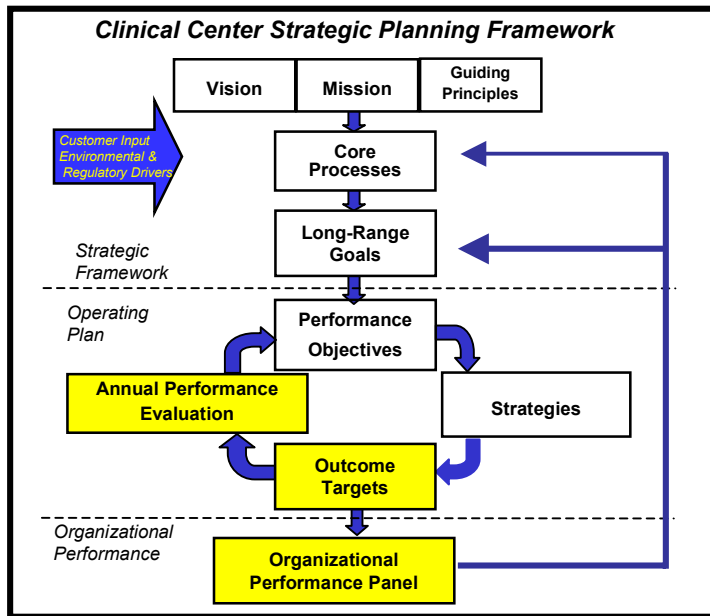 Clinical Center Strategic Planning Framework
Vision
Mission
Guiding
Principles
Customer Input
Environmental &
Regulatory Drivers
Core
Processes
Long-Range
Goals
Strategic
Framework
Operating
Plan
Performance
Objectives
Annual Performance
Evaluation
Strategies
Outcome
Targets
Organizational
Performance
Organizational
Performance Panel